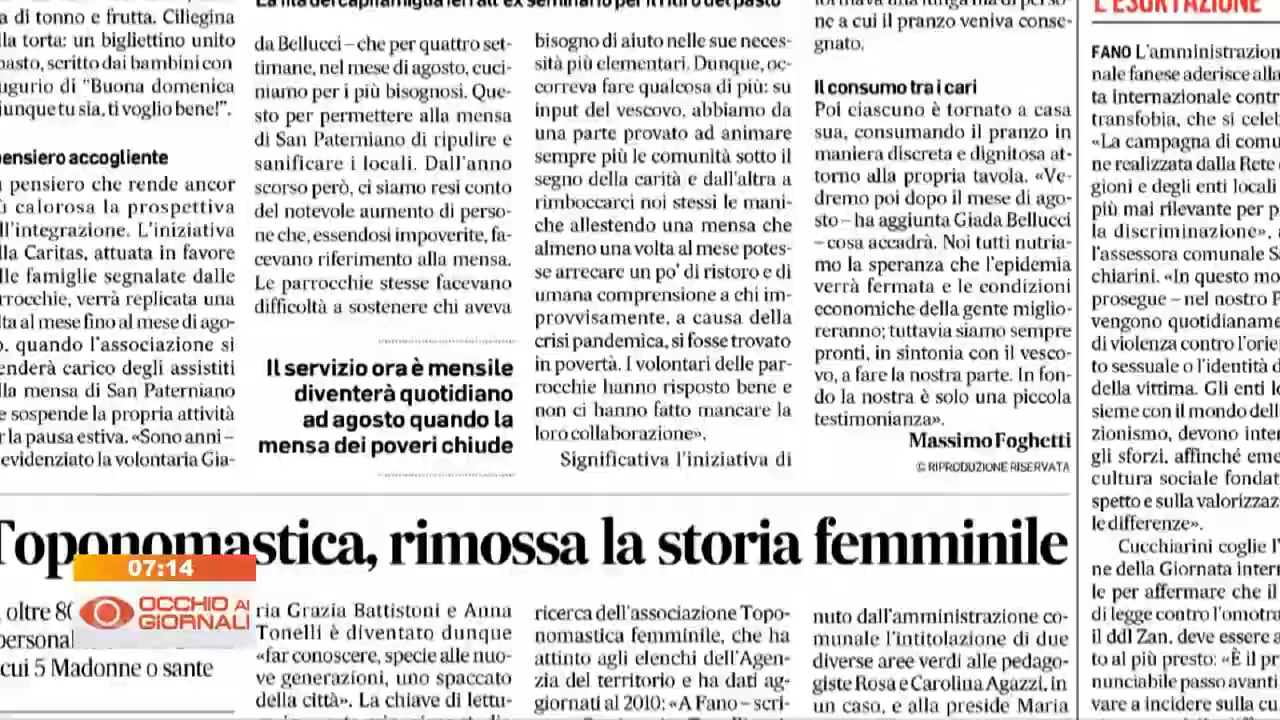 a di tonno e frutta. Ciliegina
lla torta: un bigliettino unito
pasto, scritto dai bambini con
ugurio di "Buona domenica
iunque tu sia, ti voglio bene!".
pensiero accogliente
pensiero che rende ancor
ù calorosa la prospettiva
ll'integrazione. L'iniziativa
lla Caritas, attuata in favore
lle famiglie segnalate dalle
rrocchie, verrà replicata una
lta al mese fino al mese di ago-
o, quando l'associazione si
enderà carico degli assistiti
lla mensa di San Paterniano
e sospende la propria attività
r la pausa estiva. «Sono anni –
evidenziato la volontaria Gia-
La fila dei capifamiglia ieri all'ex seminario per il ritiro del pasto
da Bellucci – che per quattro set-
timane, nel mese di agosto, cuci-
niamo per i più bisognosi. Que-
sto per permettere alla mensa
di San Paterniano di ripulire e
sanificare i locali. Dall'anno
scorso però, ci siamo resi conto
del notevole aumento di perso-
ne che, essendosi impoverite, fa-
cevano riferimento alla mensa.
Le parrocchie stesse facevano
difficoltà a sostenere chi aveva
Il servizio ora è mensile
diventerà quotidiano
ad agosto quando la
mensa dei poveri chiude
bisogno di aiuto nelle sue neces-
sità più elementari. Dunque, oc-
correva fare qualcosa di più: su
input del vescovo, abbiamo da
una parte provato ad animare
sempre più le comunità sotto il
segno della carità e dall'altra a
rimboccarci noi stessi le mani-
che allestendo una mensa che
almeno una volta al mese potes-
se arrecare un po' di ristoro e di
umana comprensione a chi im-
provvisamente, a causa della
crisi pandemica, si fosse trovato
in povertà. I volontari delle par-
rocchie hanno risposto bene e
non ci hanno fatto mancare la
loro collaborazione».
Significativa l'iniziativa di
ne a cui il pranzo veniva conse-
gnato.
Il consumo tra i cari
Poi ciascuno è tornato a casa
sua, consumando il pranzo in
maniera discreta e dignitosa at-
torno alla propria tavola. «Ve-
dremo poi dopo il mese di ago-
sto – ha aggiunta Giada Bellucci
– cosa accadrà. Noi tutti nutria-
mo la speranza che l'epidemia
verrà fermata e le condizioni
economiche della gente miglio-
reranno; tuttavia siamo sempre
pronti, in sintonia con il vesco-
vo, a fare la nostra parte. In fon-
do la nostra è solo una piccola
testimonianza».
Massimo Foghetti
© RIPRODUZIONE RISERVATA
L'ESORTAZIONE
FANO L'amministrazion
nale fanese aderisce alla
ta internazionale contr
transfobia, che si celeb
«La campagna di comu
ne realizzata dalla Rete
gioni e degli enti locali
più mai rilevante per p
la discriminazione»,
l'assessora comunale Sa
chiarini. «In questo mo
prosegue – nel nostro P
vengono quotidianame
di violenza contro l'orie
to sessuale o l'identità d
della vittima. Gli enti lo
sieme con il mondo dell
zionismo, devono inter
gli sforzi, affinché eme
cultura sociale fondat
spetto e sulla valorizzaz
le differenze».
Cucchiarini coglie l'
ne della Giornata intern
le per affermare che il
di legge contro l'omotra
il ddl Zan, deve essere a
to al più presto: «È il pr
nunciabile passo avanti
vare a incidere sulla cu
Toponomastica, rimossa la storia femminile
07:14
OCCHIO AI
GIORNALI
, oltre 80
personal
cui 5 Madonne o sante
ria Grazia Battistoni e Anna
Tonelli è diventato dunque
«far conoscere, specie alle nuo-
ve generazioni, uno spaccato
della città». La chiave di lettu-
ricerca dell'associazione Topo-
nomastica femminile, che ha
attinto agli elenchi dell'Agen-
zia del territorio e ha dati ag-
giornati al 2010: «A Fano – scri-
nuto dall'amministrazione co-
munale l'intitolazione di due
diverse aree verdi alle pedago-
giste Rosa e Carolina Agazzi. In
un caso, e alla preside Maria